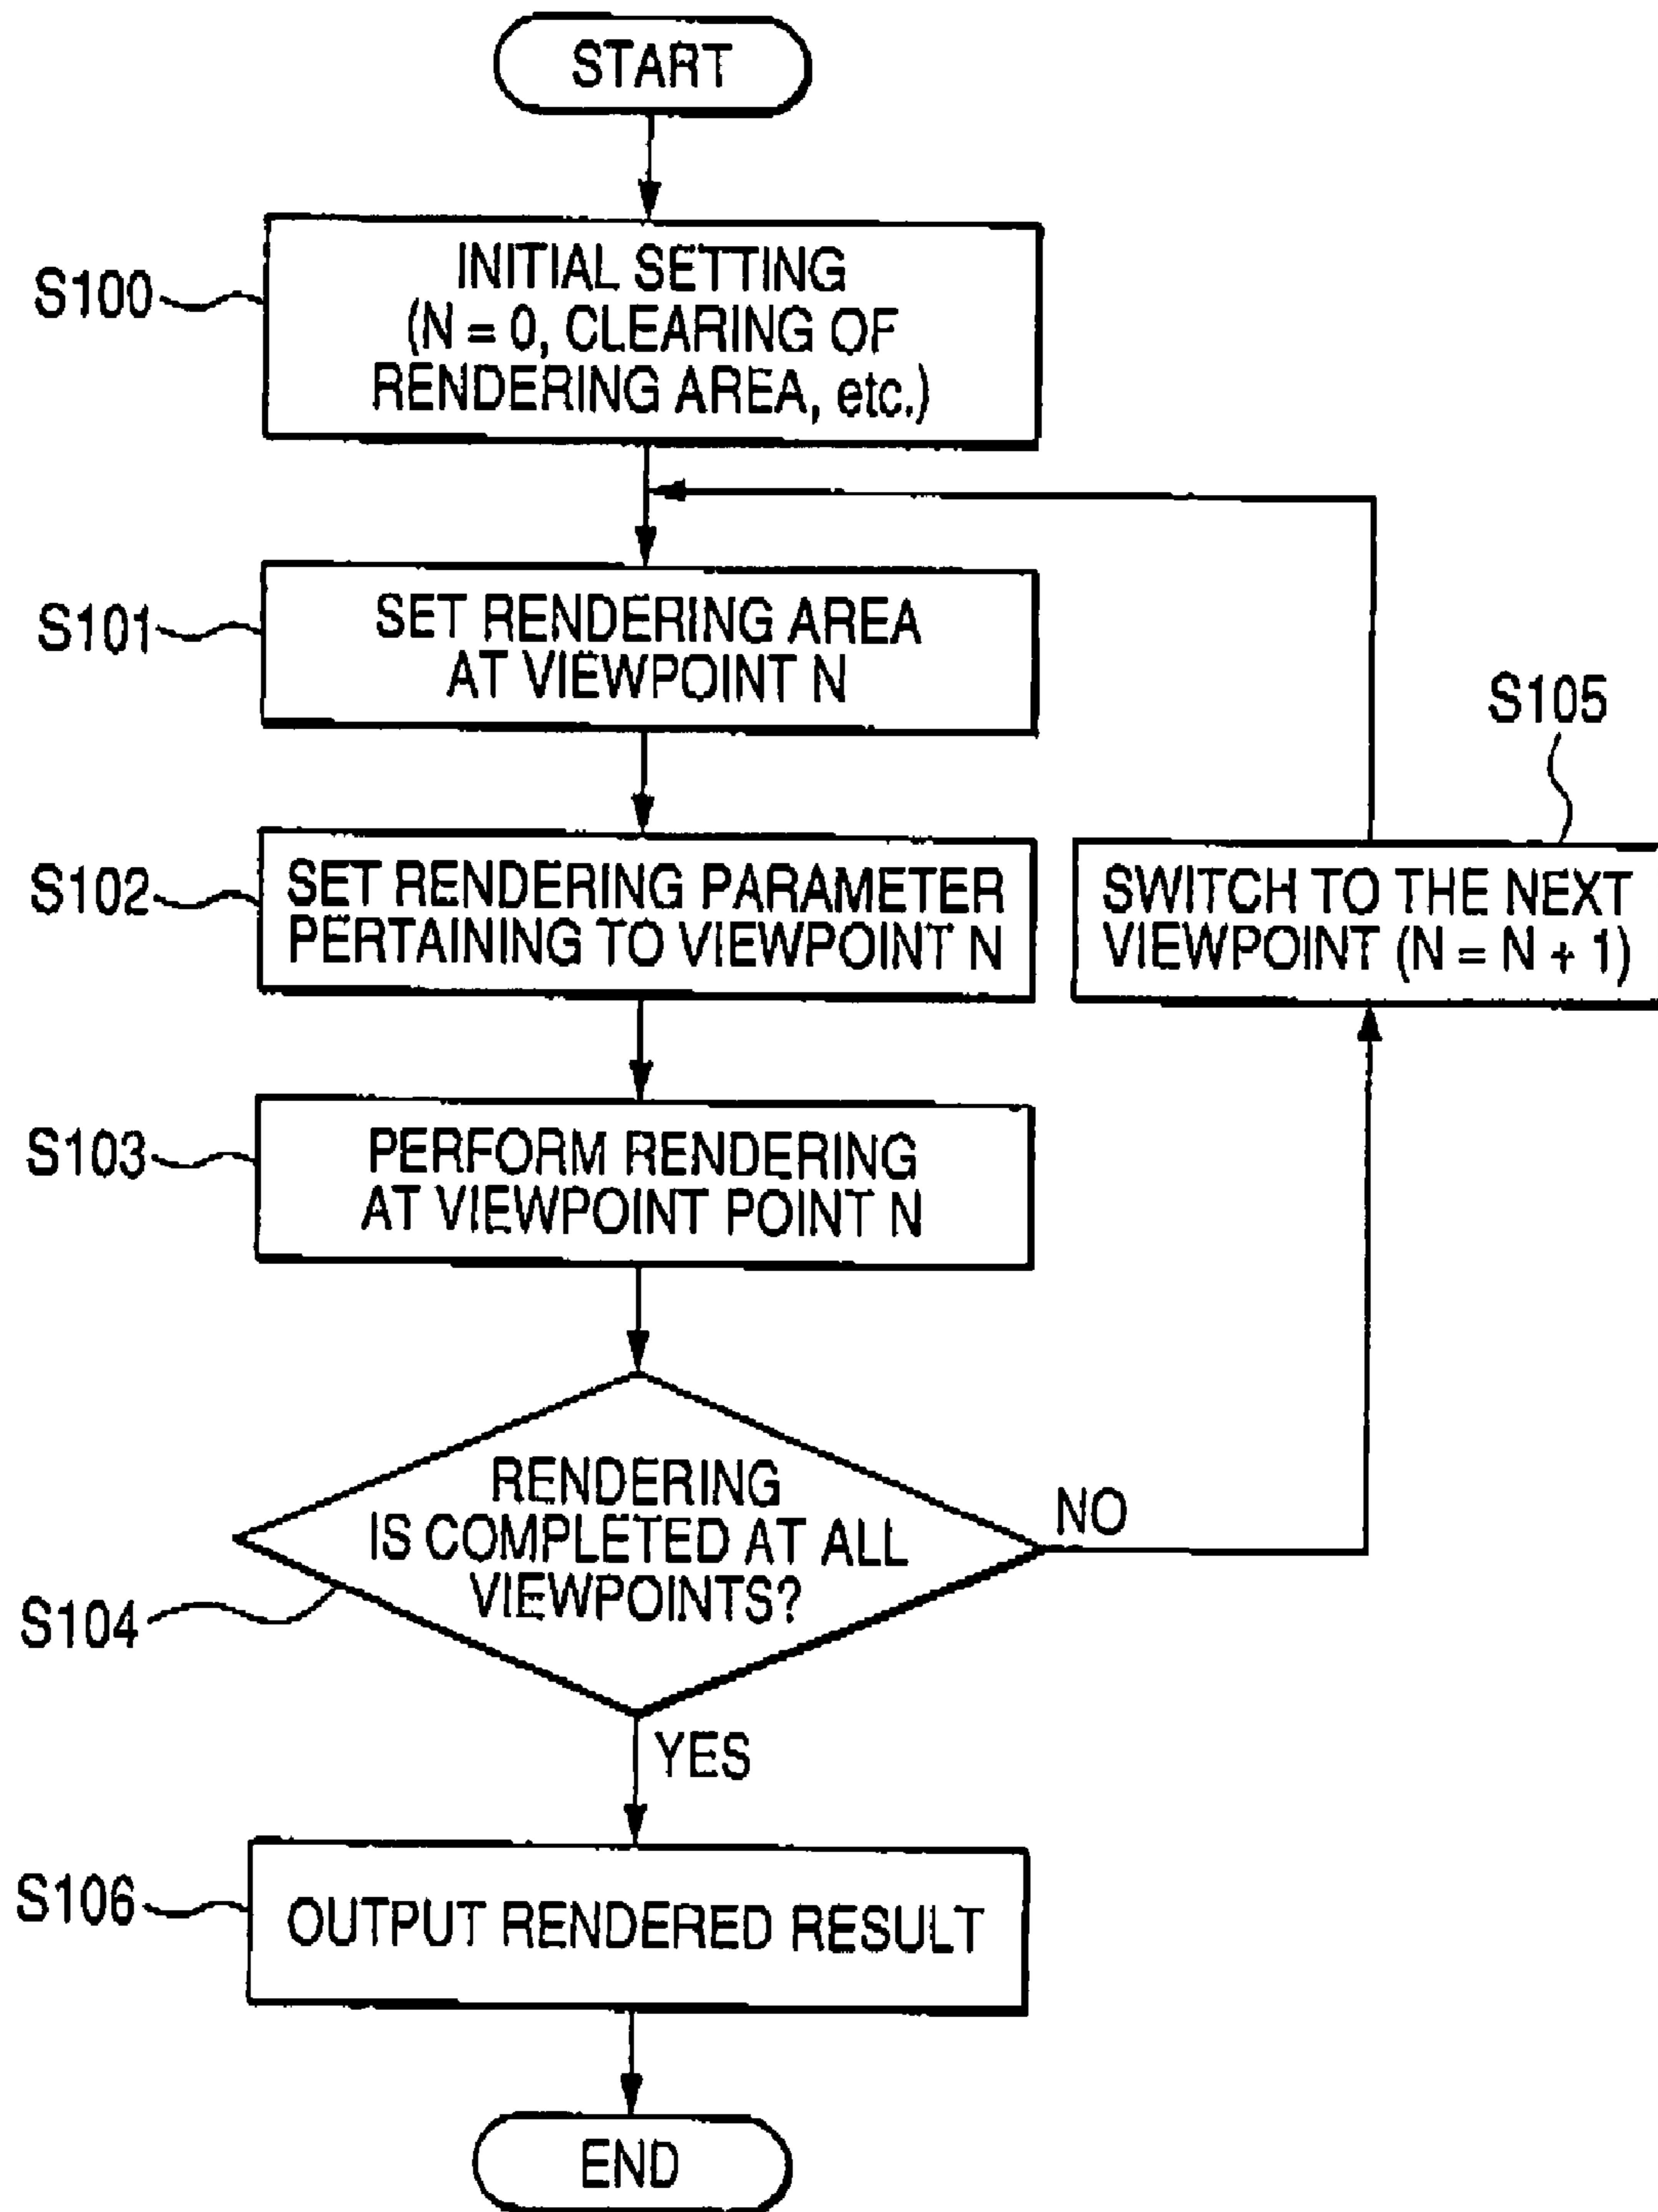 START
S100
INITIAL SETTING
(N = 0, CLEARING OF
RENDERING AREA, etc.)
S101
SET RENDERING AREA
AT VIEWPOINT N
S102
SET RENDERING PARAMETER
PERTAINING TO VIEWPOINT N
S105
SWITCH TO THE NEXT
VIEWPOINT (N = N + 1)
S103
PERFORM RENDERING
AT VIEWPOINT POINT N
S104
RENDERING
IS COMPLETED AT ALL
VIEWPOINTS?
NO
YES
S106
OUTPUT RENDERED RESULT
END